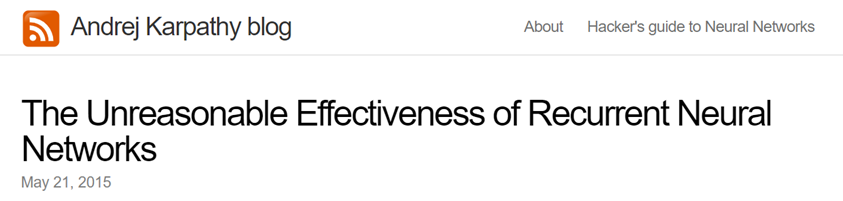 Andrej Karpathy blog
About
Hacker's guide to Neural Networks
The Unreasonable Effectiveness of Recurrent Neural
Networks
May 21, 2015